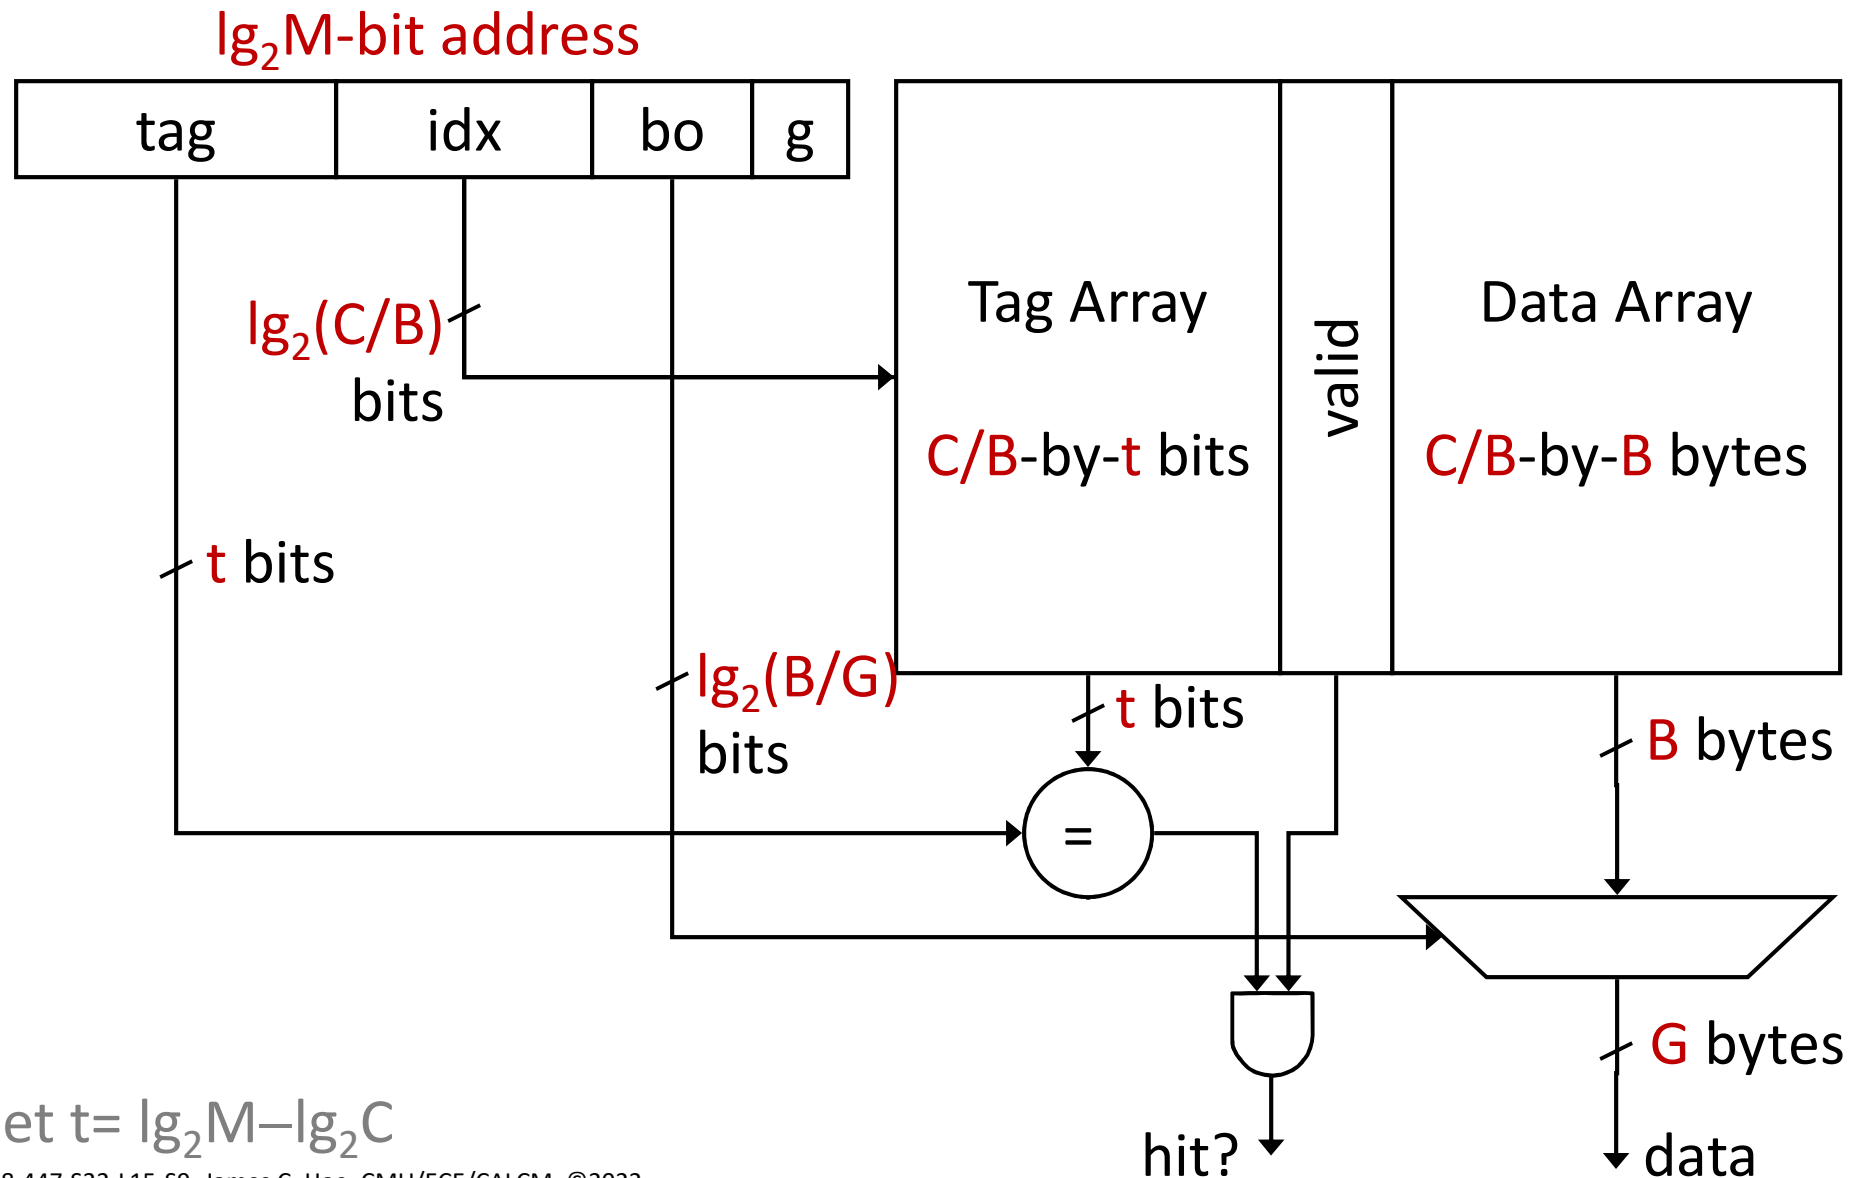 lg₂M-bit address
tag idx bo g
lg₂(C/B)
bits
Tag Array
C/B-by-t bits
valid
Data Array
C/B-by-B bytes
t bits
lg₂(B/G)
bits
t bits
B bytes
=
G bytes
hit?
data
et t= lg₂M–lg₂C